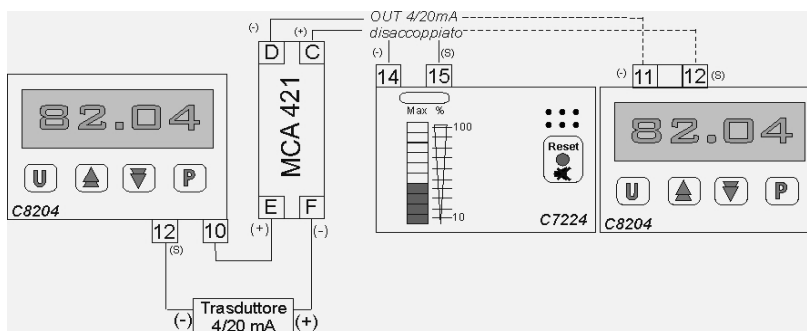 OUT 4/20mA
disaccoppiato
(-) (+)
D C
(-) (S)
14 15
(-) 11 12 (S)
82.04
U P
C8204
MCA 421
Max %
100
10
Reset
C7224
82.04
U P
C8204
E F
(+) (-)
12 10
(S)
Trasduttore
4/20 mA
(-) (+)